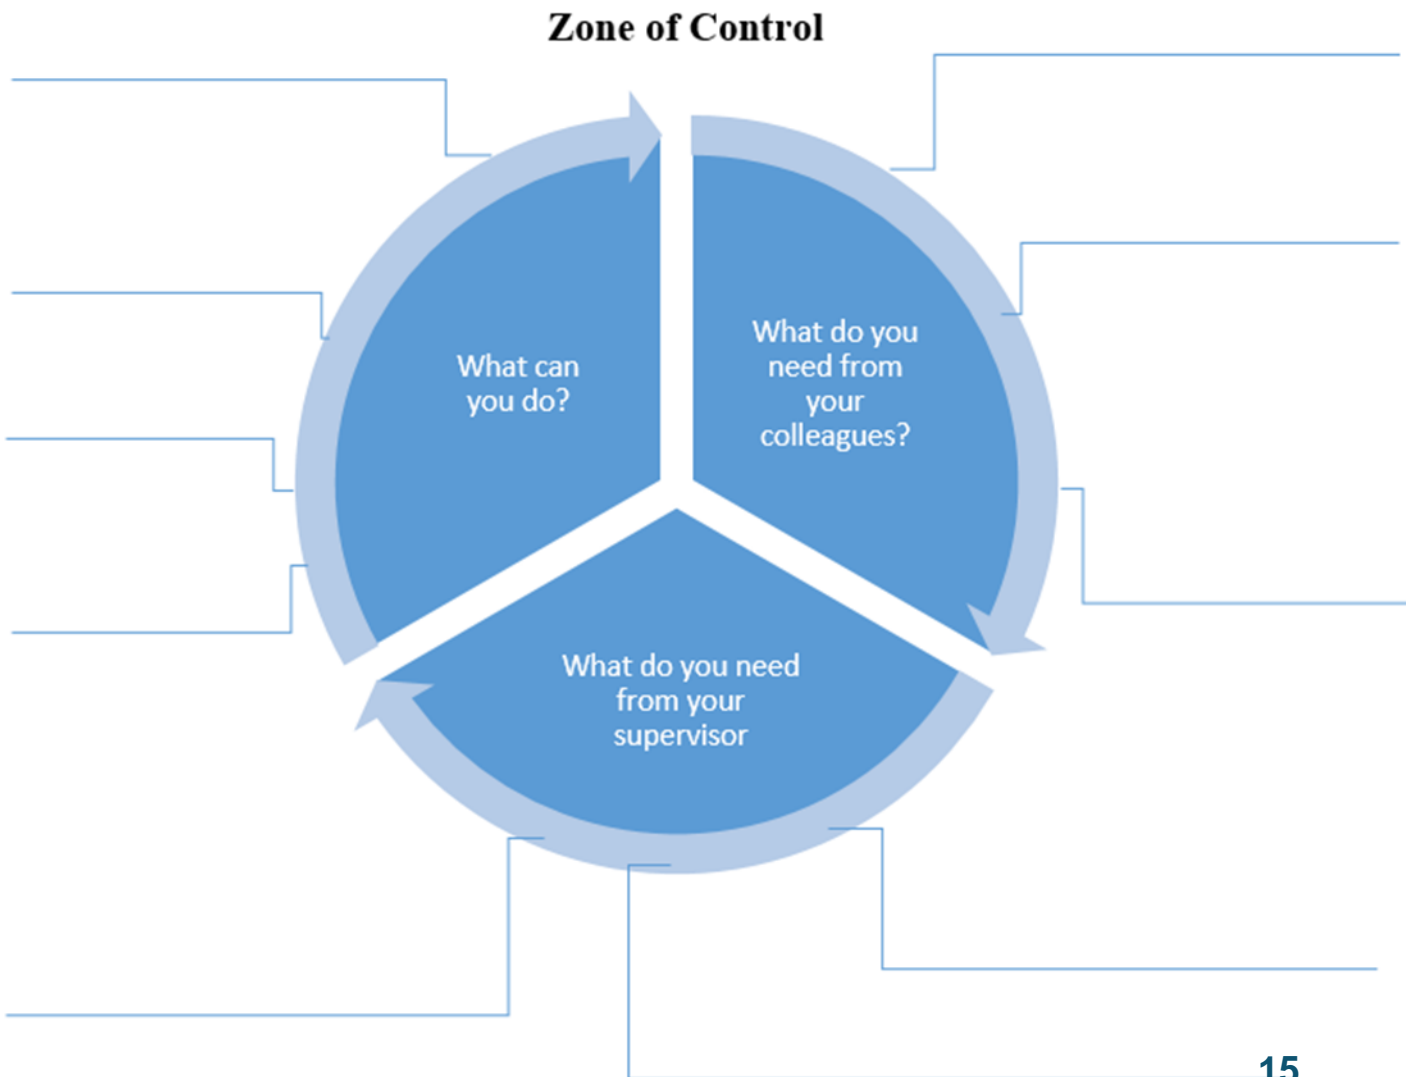 Zone of Control
What can
you do?
What do you
need from
your
colleagues?
What do you need
from your
supervisor
15